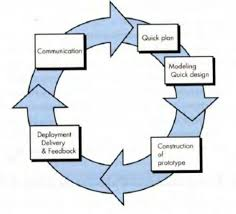 Communication
Quick plan
Modeling
Quick design
Construction
of
prototype
Deployment
Delivery
& Feedback